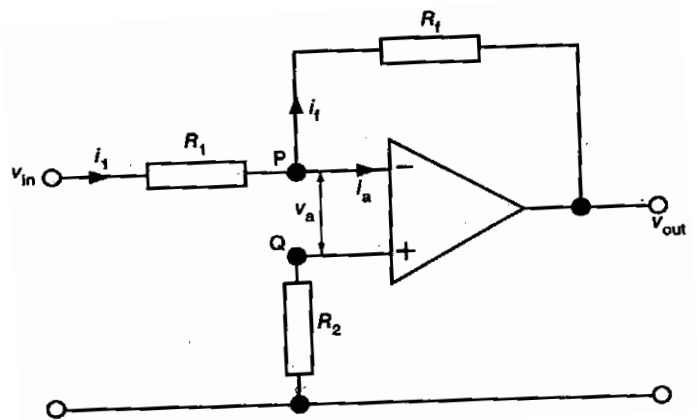 R_f
i_f
R_1
P
v_in
i_1
−
I_a
v_a
Q
+
v_out
R_2